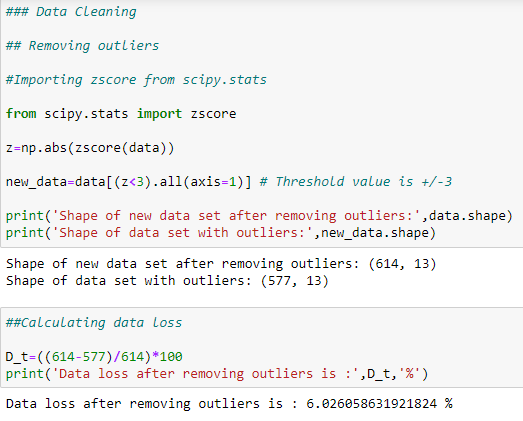 ### Data Cleaning
## Removing outliers
#Importing zscore from scipy.stats
from scipy.stats import zscore
z=np.abs(zscore(data))
new_data=data[(z<3).all(axis=1)] # Threshold value is +/-3
print('Shape of new data set after removing outliers:',data.shape)
print('Shape of data set with outliers:',new_data.shape)
Shape of new data set after removing outliers: (614, 13)
Shape of data set with outliers: (577, 13)
##Calculating data loss
D_t=((614-577)/614)*100
print('Data loss after removing outliers is :',D_t,'%')
Data loss after removing outliers is : 6.026058631921824 %